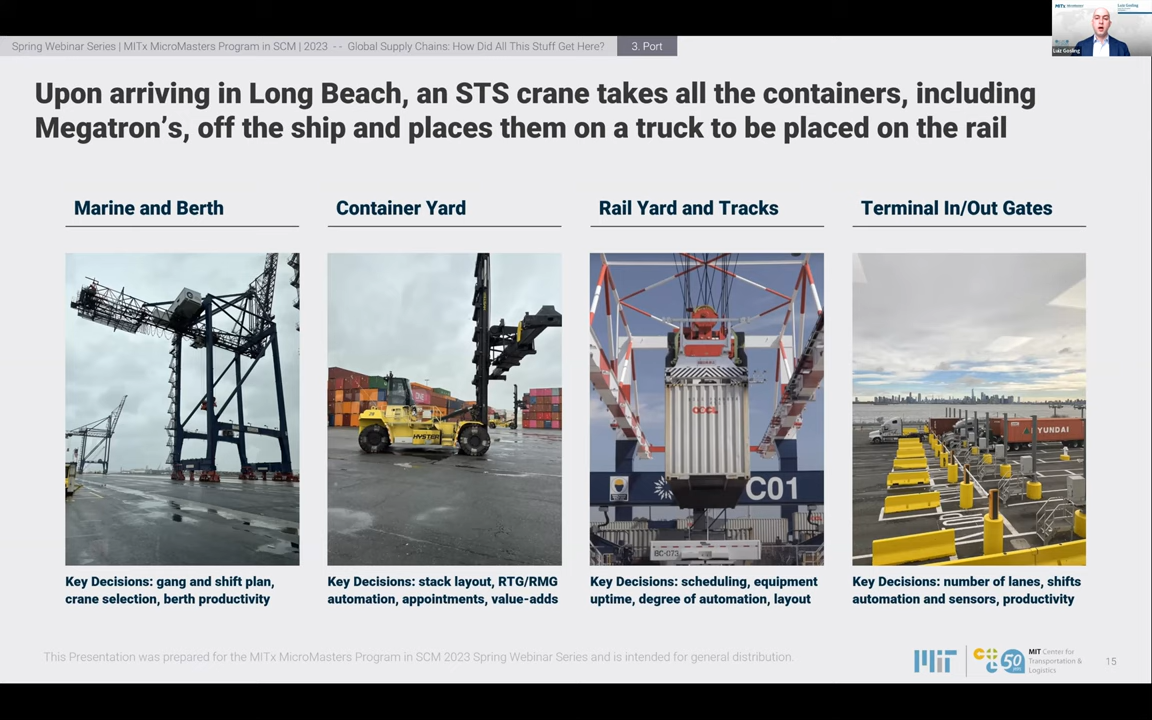 Spring Webinar Series | MITx MicroMasters Program in SCM | 2023 -- Global Supply Chains: How Did All This Stuff Get Here?
3. Port
Luiz Gosling
Upon arriving in Long Beach, an STS crane takes all the containers, including
Megatron's, off the ship and places them on a truck to be placed on the rail
Marine and Berth
Container Yard
Rail Yard and Tracks
Terminal In/Out Gates
HYSTER
C01
BC-073
HYUNDAI
Key Decisions: gang and shift plan,
crane selection, berth productivity
Key Decisions: stack layout, RTG/RMG
automation, appointments, value-adds
Key Decisions: scheduling, equipment
uptime, degree of automation, layout
Key Decisions: number of lanes, shifts
automation and sensors, productivity
This Presentation was prepared for the MITx MicroMasters Program in SCM 2023 Spring Webinar Series and is intended for general distribution.
MIT
50
MIT Center for
Transportation &
Logistics
15